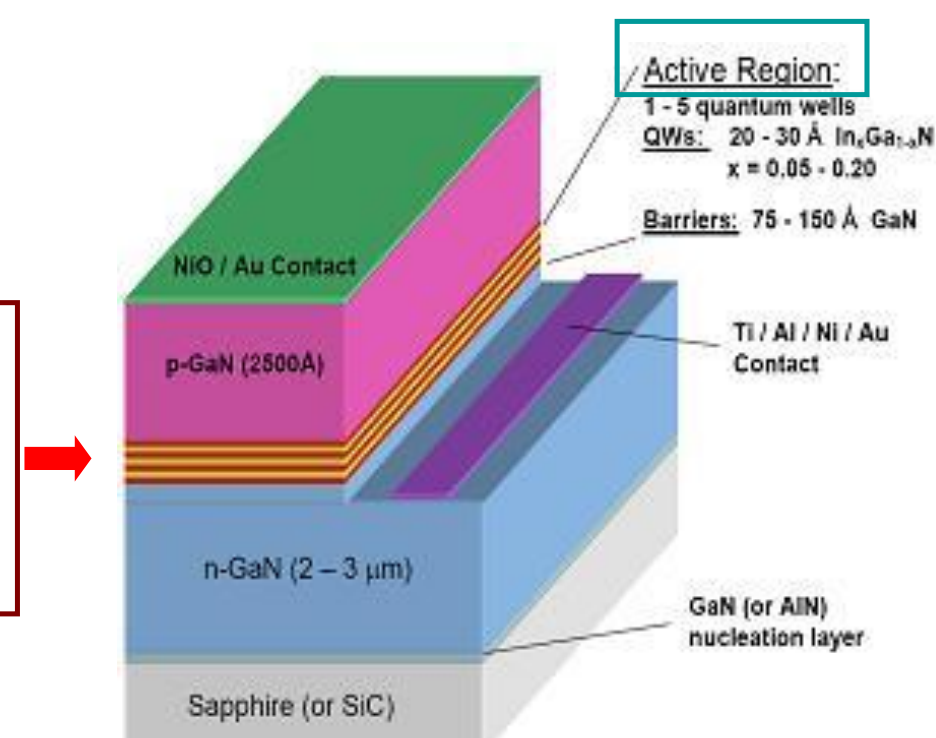 Active Region:
1 - 5 quantum wells
QWs: 20 - 30 Å InₓGa₁₋ₓN
x = 0.05 - 0.20
Barriers: 75 - 150 Å GaN
NiO / Au Contact
Ti / Al / Ni / Au
Contact
p-GaN (2500Å)
n-GaN (2 – 3 μm)
GaN (or AlN)
nucleation layer
Sapphire (or SiC)